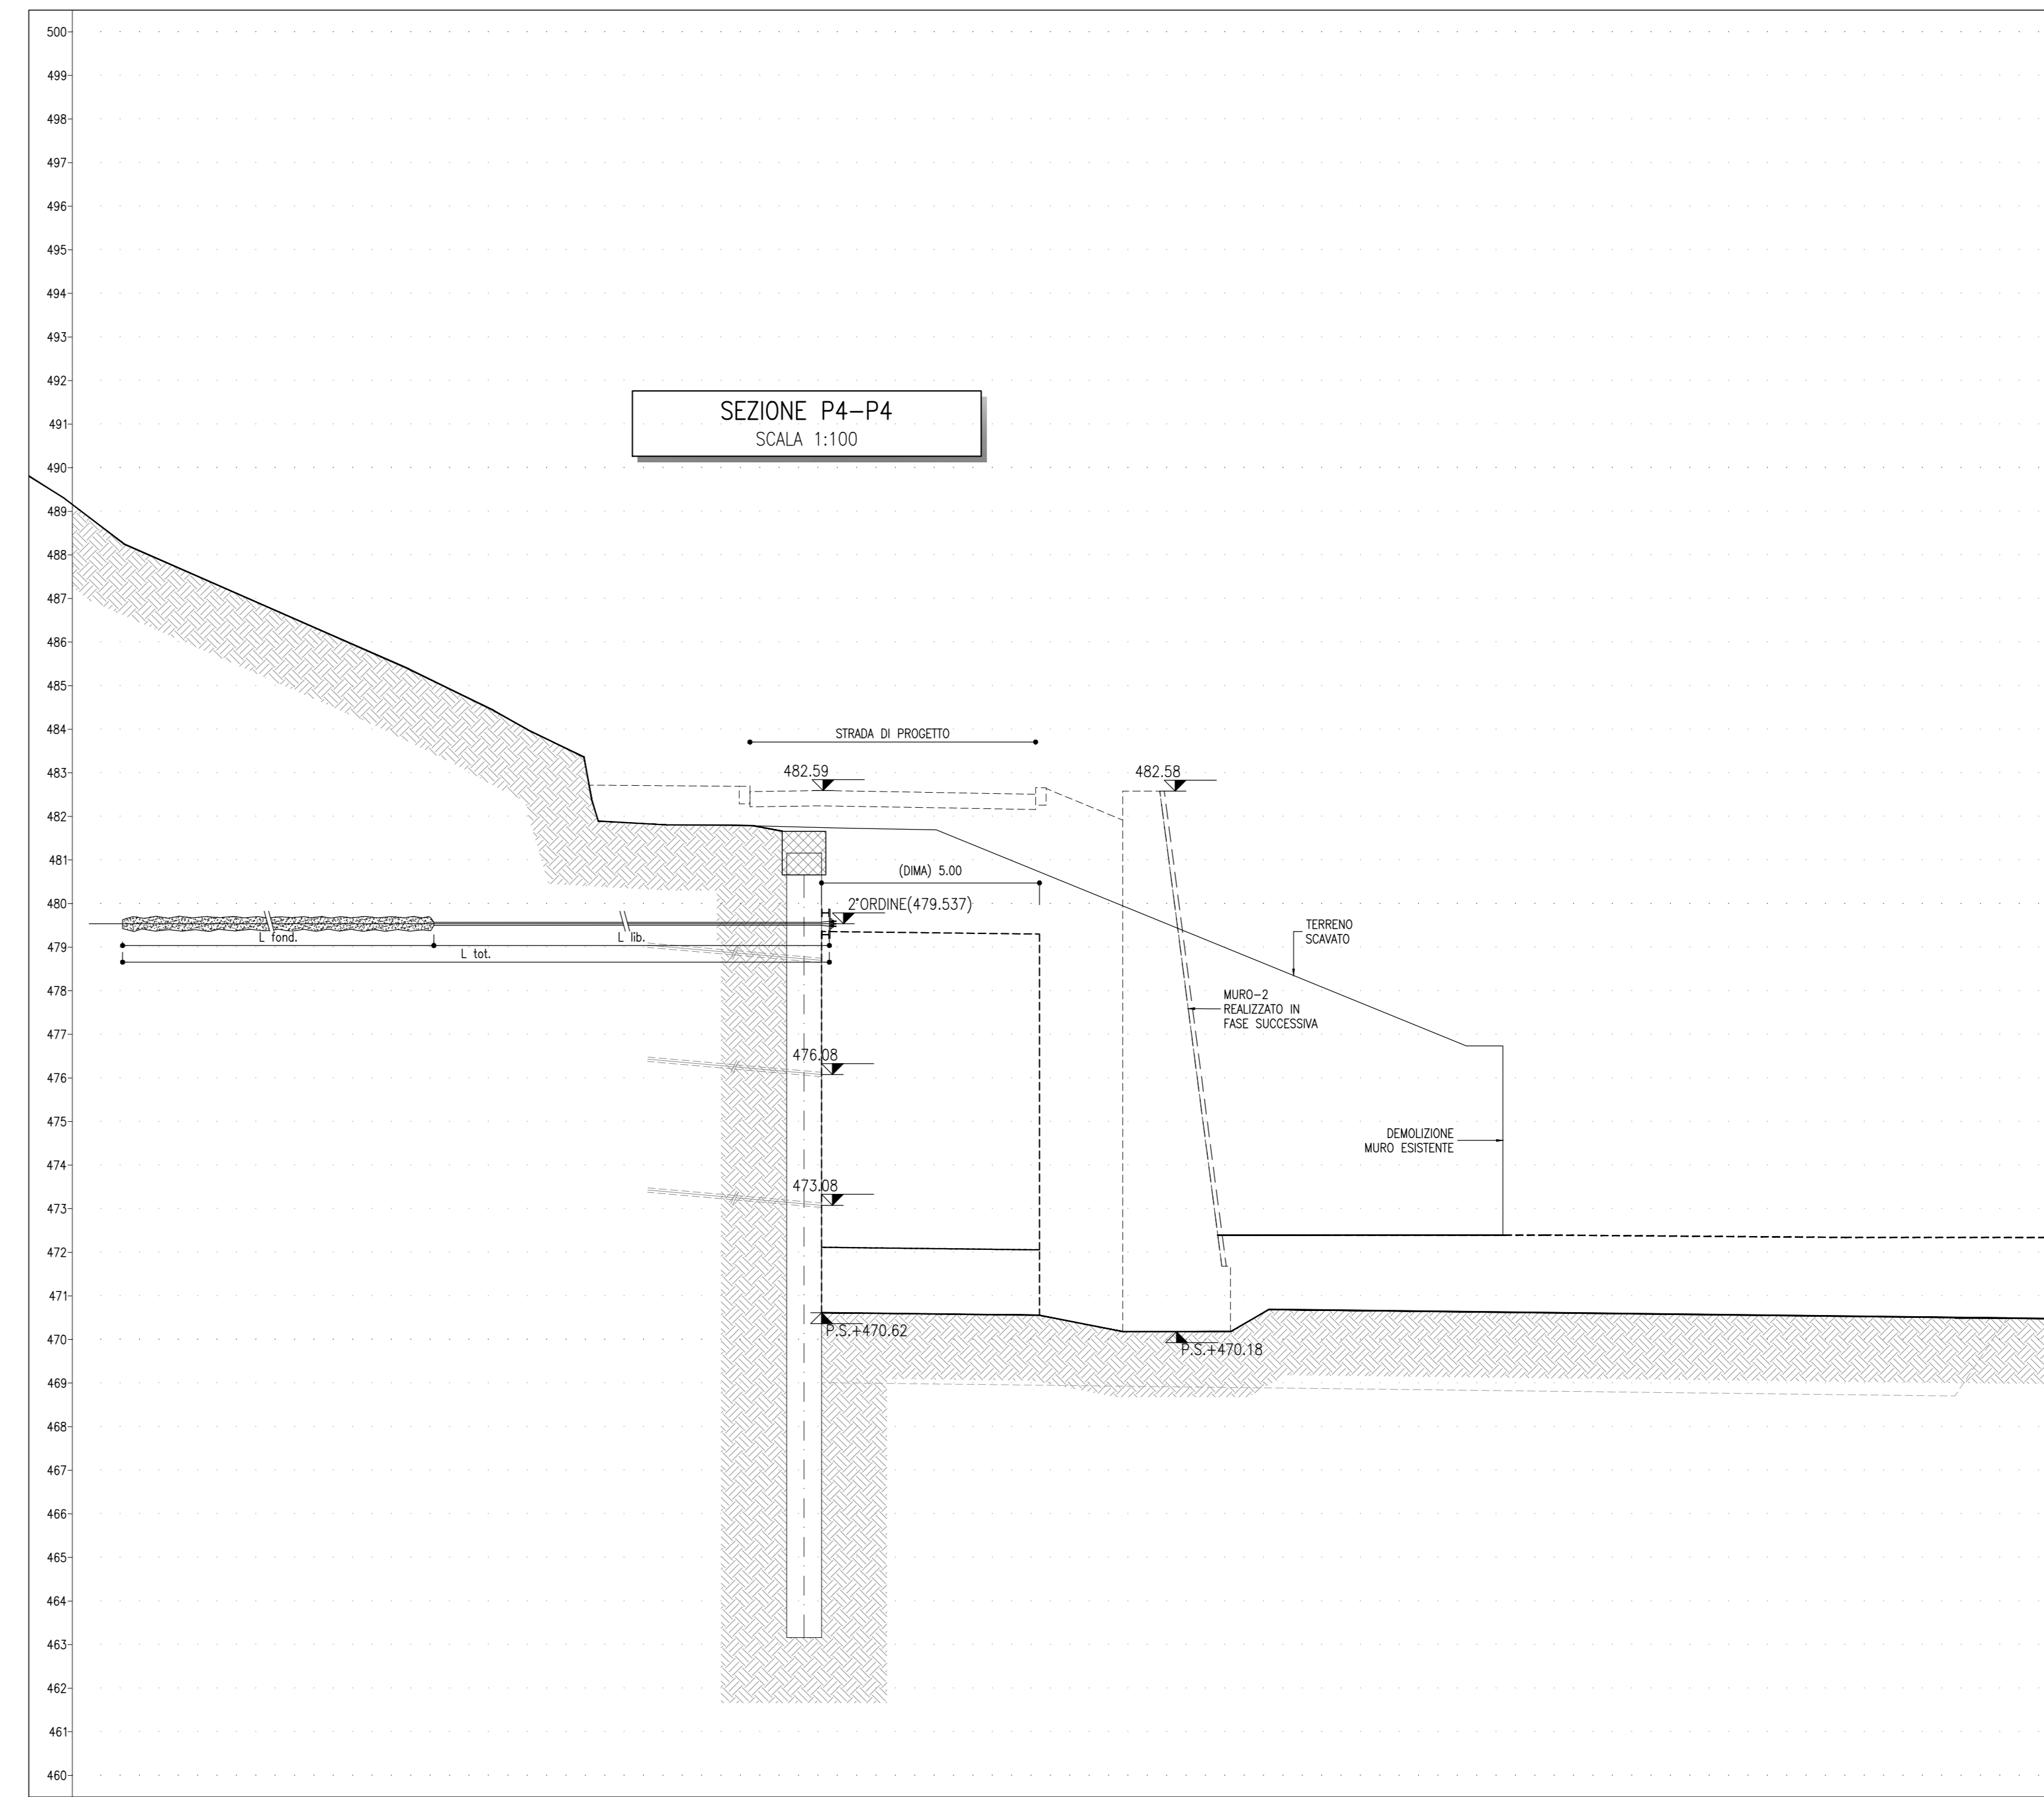 500
499
498
497
496
495
494
493
492
491
490
489
488
487
486
485
484
483
482
481
480
479
478
477
476
475
474
473
472
471
470
469
468
467
466
465
464
463
462
461
460
SEZIONE P4-P4
SCALA 1:100
STRADA DI PROGETTO
482.59
482.58
(DIMA) 5.00
2°ORDINE(479.537)
L fond.
L lib.
L tot.
TERRENO
SCAVATO
MURO-2
REALIZZATO IN
FASE SUCCESSIVA
476.08
DEMOLIZIONE
MURO ESISTENTE
473.08
P.S.+470.62
P.S.+470.18